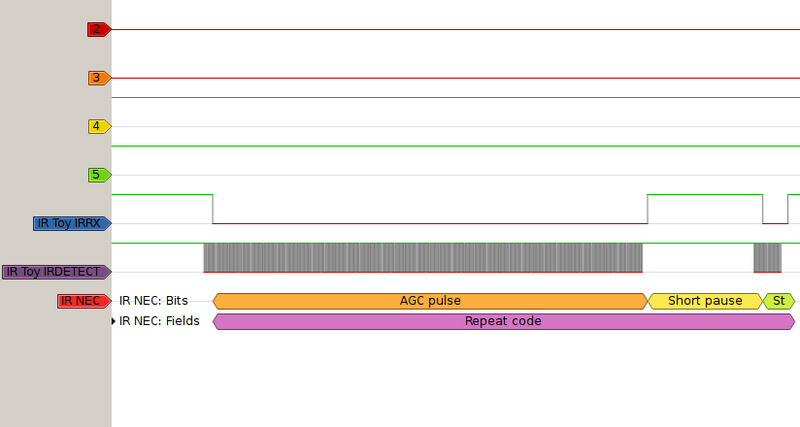 2
3
4
5
IR Toy IRRX
IR Toy IRDETECT
IR NEC IR NEC: Bits AGC pulse Short pause St
IR NEC: Fields Repeat code